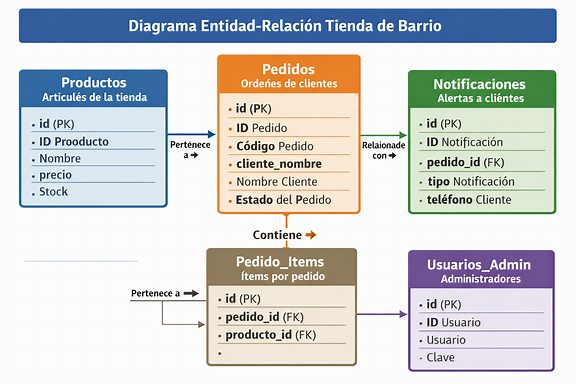 Diagrama Entidad-Relación Tienda de Barrio
Productos
Articulés de la tienda
• id (PK)
• ID Prooducto
• Nombre
• precio
• Stock
Pertenece
a ➔
Pedidos
Ordeñes de clientes
• id (PK)
• ID Pedido
• Código Pedido
• cliente_nombre
• Nombre Cliente
• Estado del Pedido
Relaionade
con ➔
Notificaciones
Alertas a cliéntes
• id (PK)
• ID Notificación
• pedido_id (FK)
• tipo Notificación
• teléfono Cliente
Contiene ➔
Pertenece a ➔
Pedido_Items
Ítems por pedido
• id (PK)
• pedido_id (FK)
• producto_id (FK)
•
Usuarios_Admin
Administradores
• id (PK)
• ID Usuario
• Usuario
• Clave